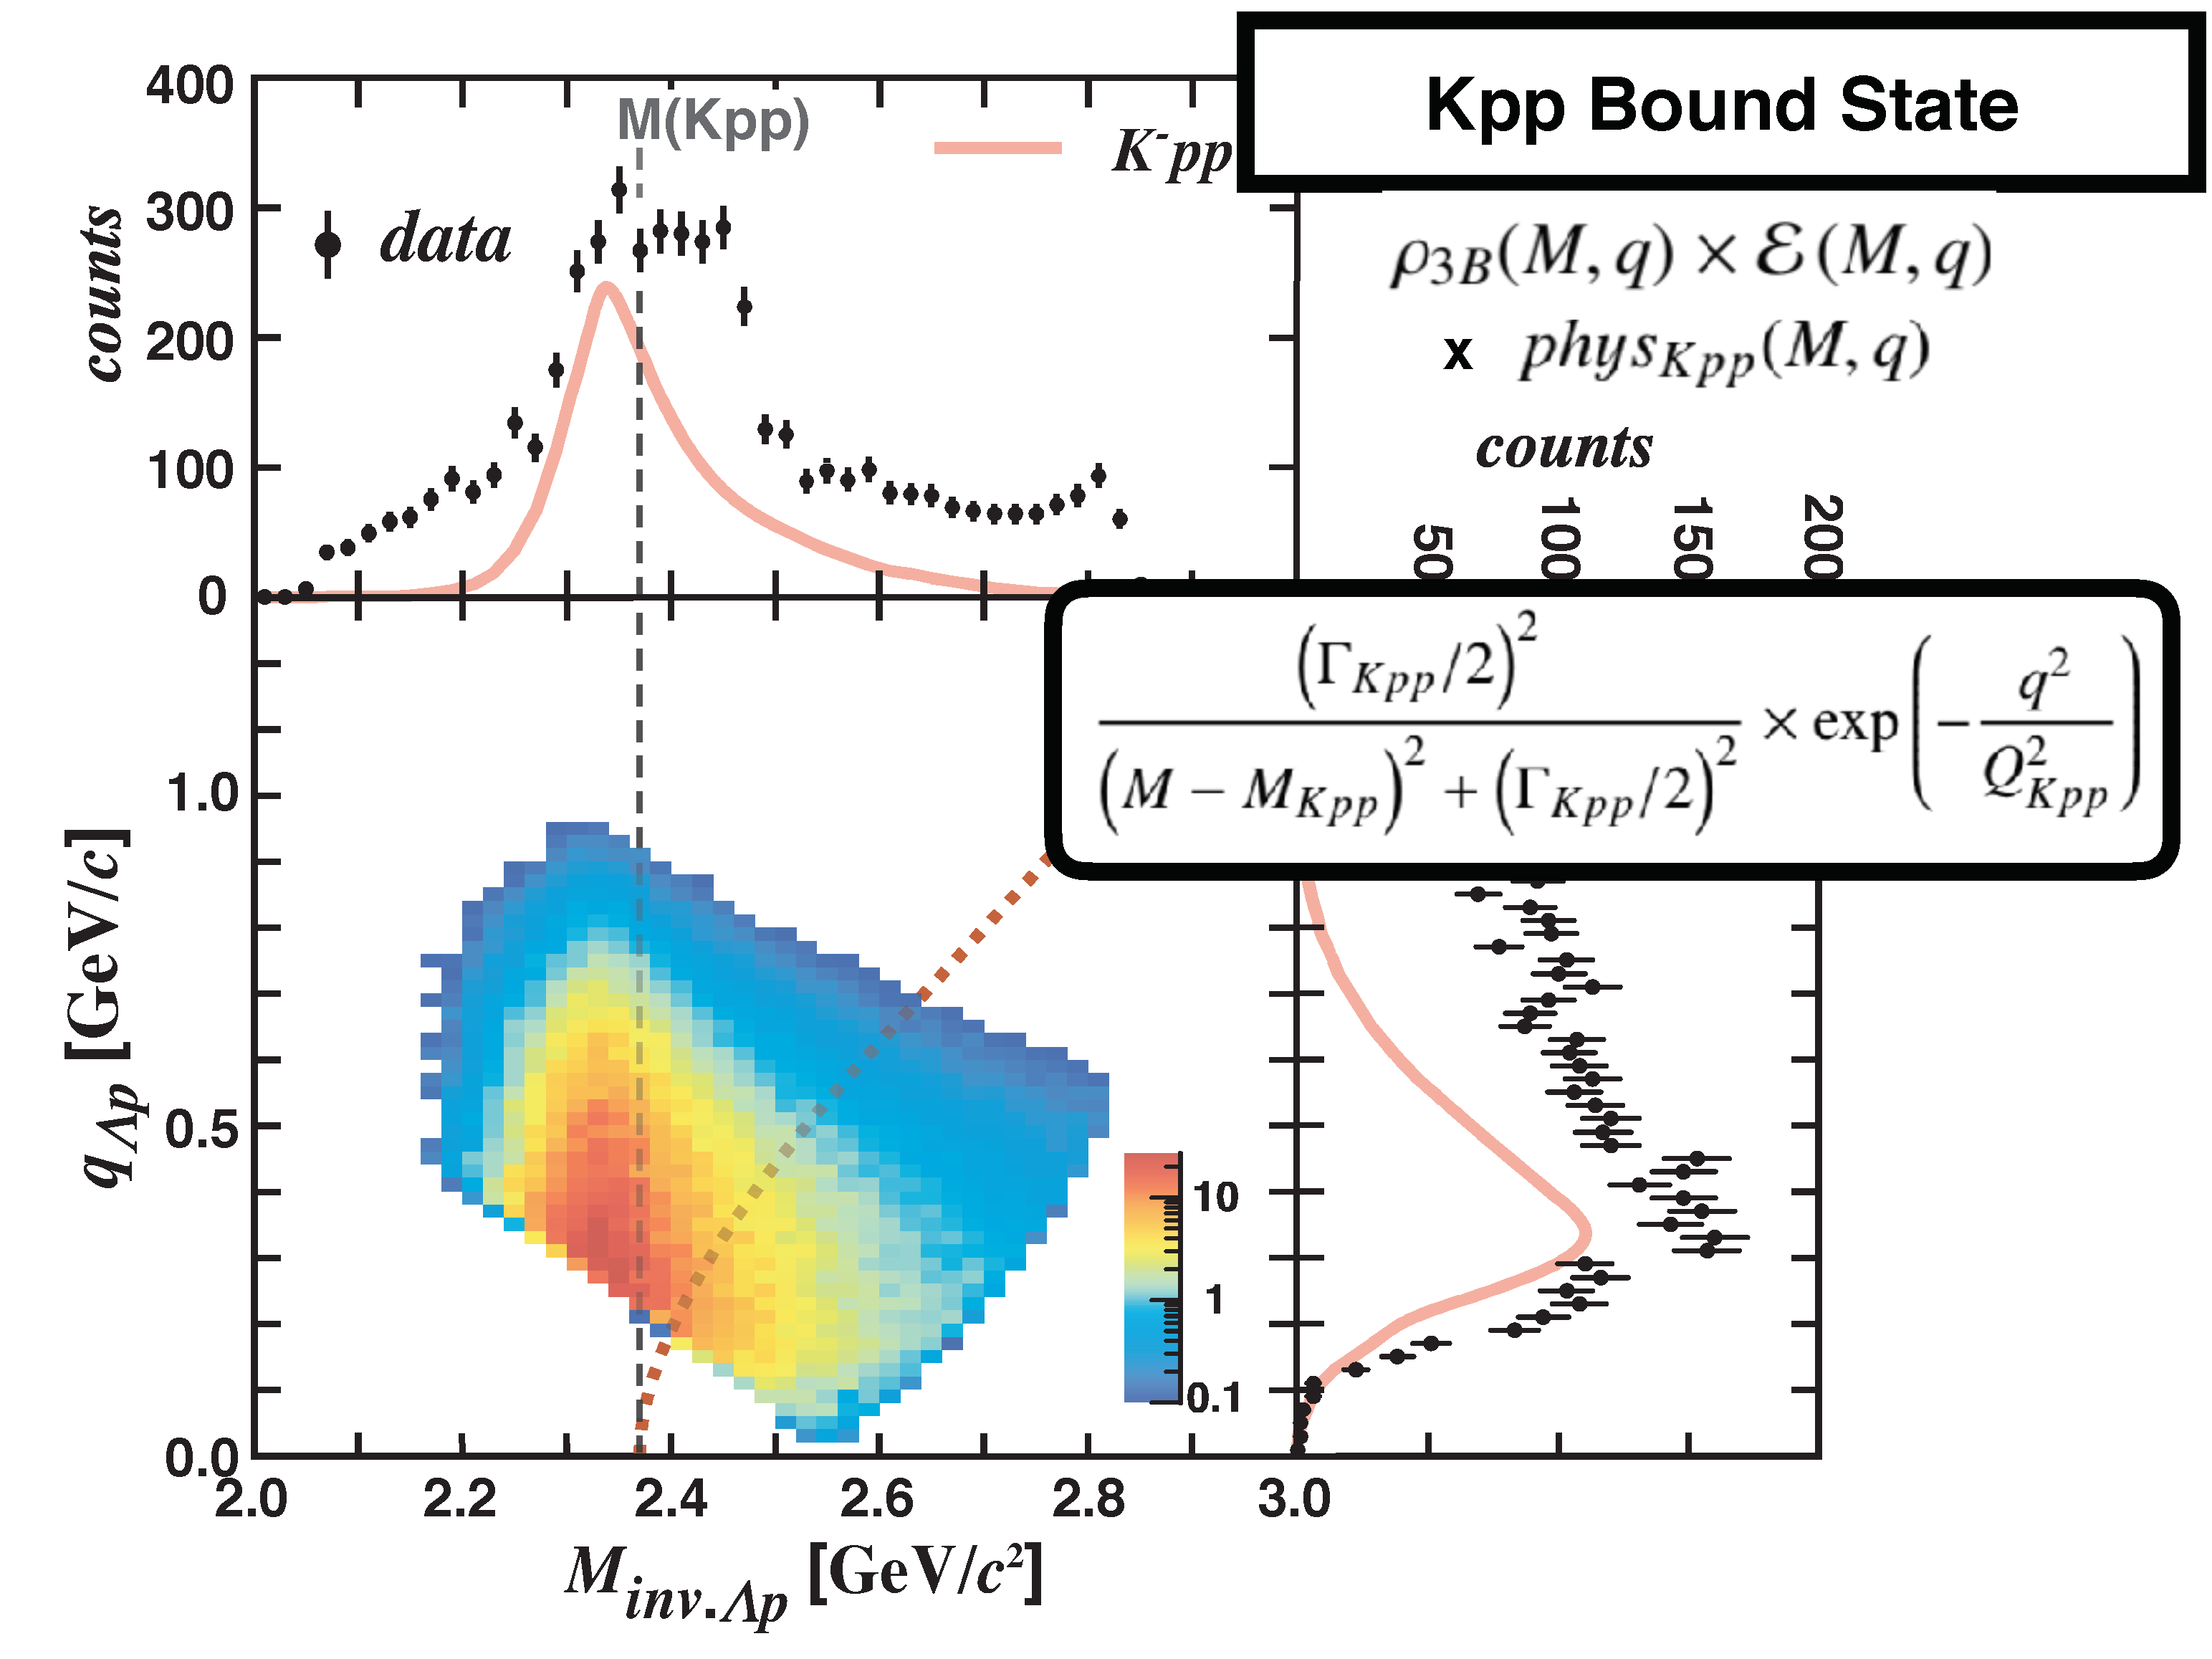 Kpp Bound State
400
300
200
100
0
counts
M(Kpp)
K⁻pp
data
ρ₃B(M, q) × ℰ(M, q)
x physKpp(M, q)
counts
50
100
150
200
(ΓKpp/2)² / ((M − MKpp)² + (ΓKpp/2)²) × exp(−q²/Q²Kpp)
1.0
0.5
0.0
qΛp [GeV/c]
10
1
0.1
2.0 2.2 2.4 2.6 2.8 3.0
Minv.Λp [GeV/c²]